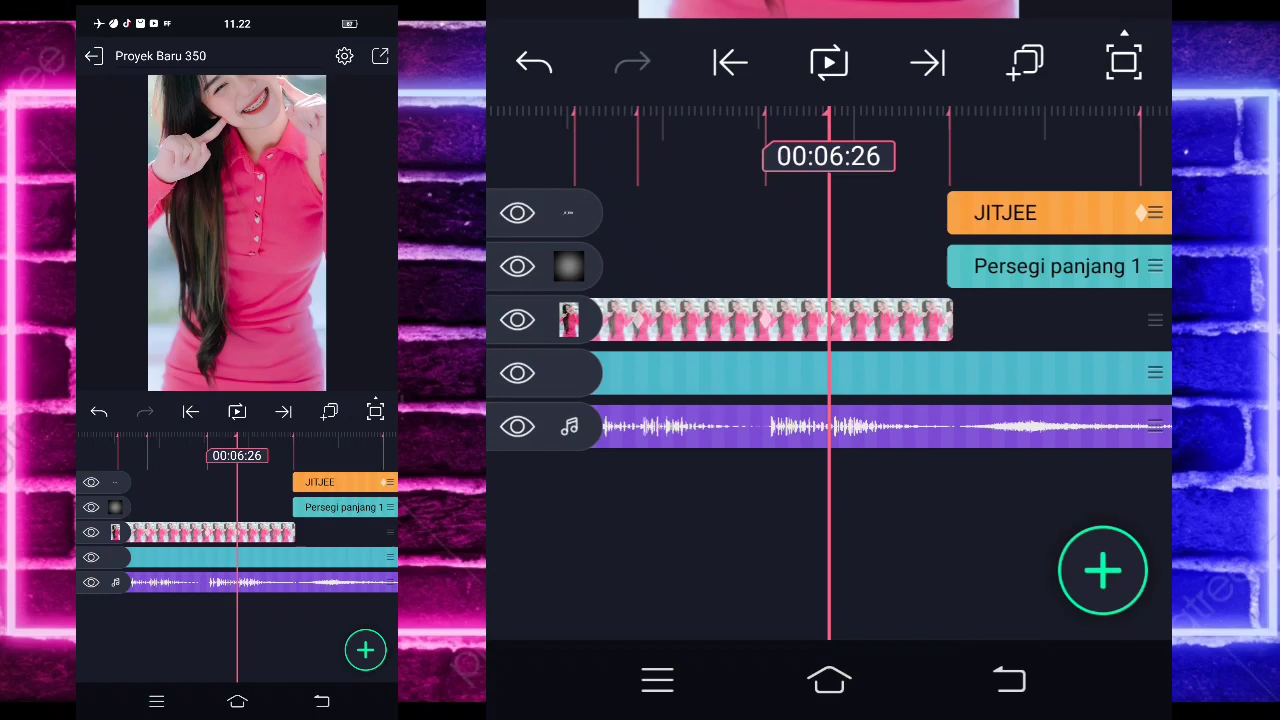 11.22
67
Proyek Baru 350
00:06:26
JITJEE
Persegi panjang 1
00:06:26
JITJEE
Persegi panjang 1